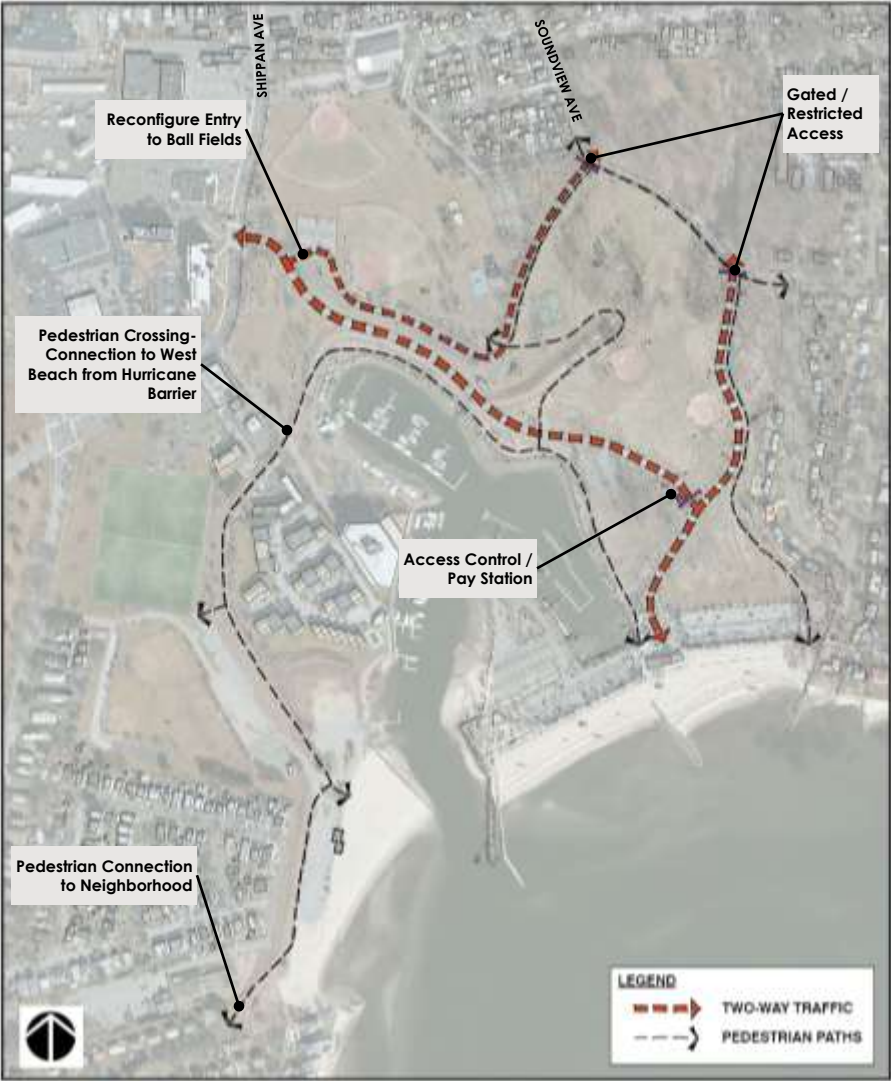 SHIPPAN AVE
SOUNDVIEW AVE
Gated /
Restricted
Access
Reconfigure Entry
to Ball Fields
Pedestrian Crossing-
Connection to West
Beach from Hurricane
Barrier
Access Control /
Pay Station
Pedestrian Connection
to Neighborhood
LEGEND
TWO-WAY TRAFFIC
PEDESTRIAN PATHS